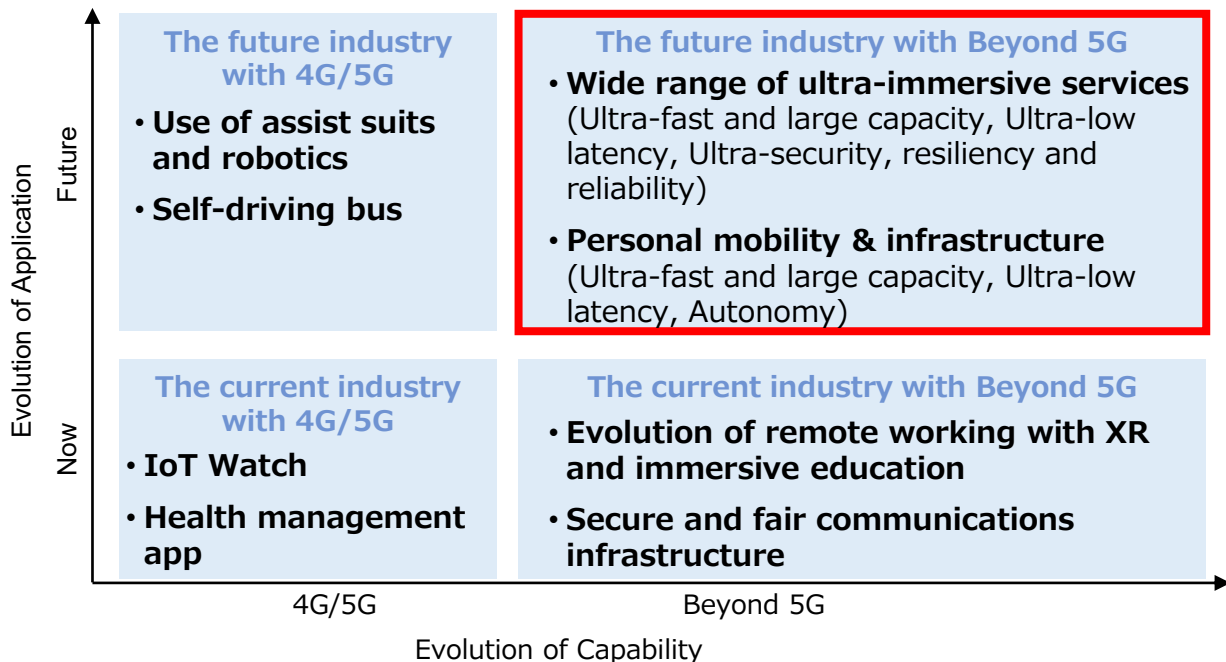 Evolution of Application
Future
Now
The future industry
with 4G/5G
• Use of assist suits
and robotics
• Self-driving bus
The future industry with Beyond 5G
• Wide range of ultra-immersive services
(Ultra-fast and large capacity, Ultra-low
latency, Ultra-security, resiliency and
reliability)
• Personal mobility & infrastructure
(Ultra-fast and large capacity, Ultra-low
latency, Autonomy)
The current industry
with 4G/5G
• IoT Watch
• Health management
app
The current industry with Beyond 5G
• Evolution of remote working with XR
and immersive education
• Secure and fair communications
infrastructure
4G/5G
Beyond 5G
Evolution of Capability